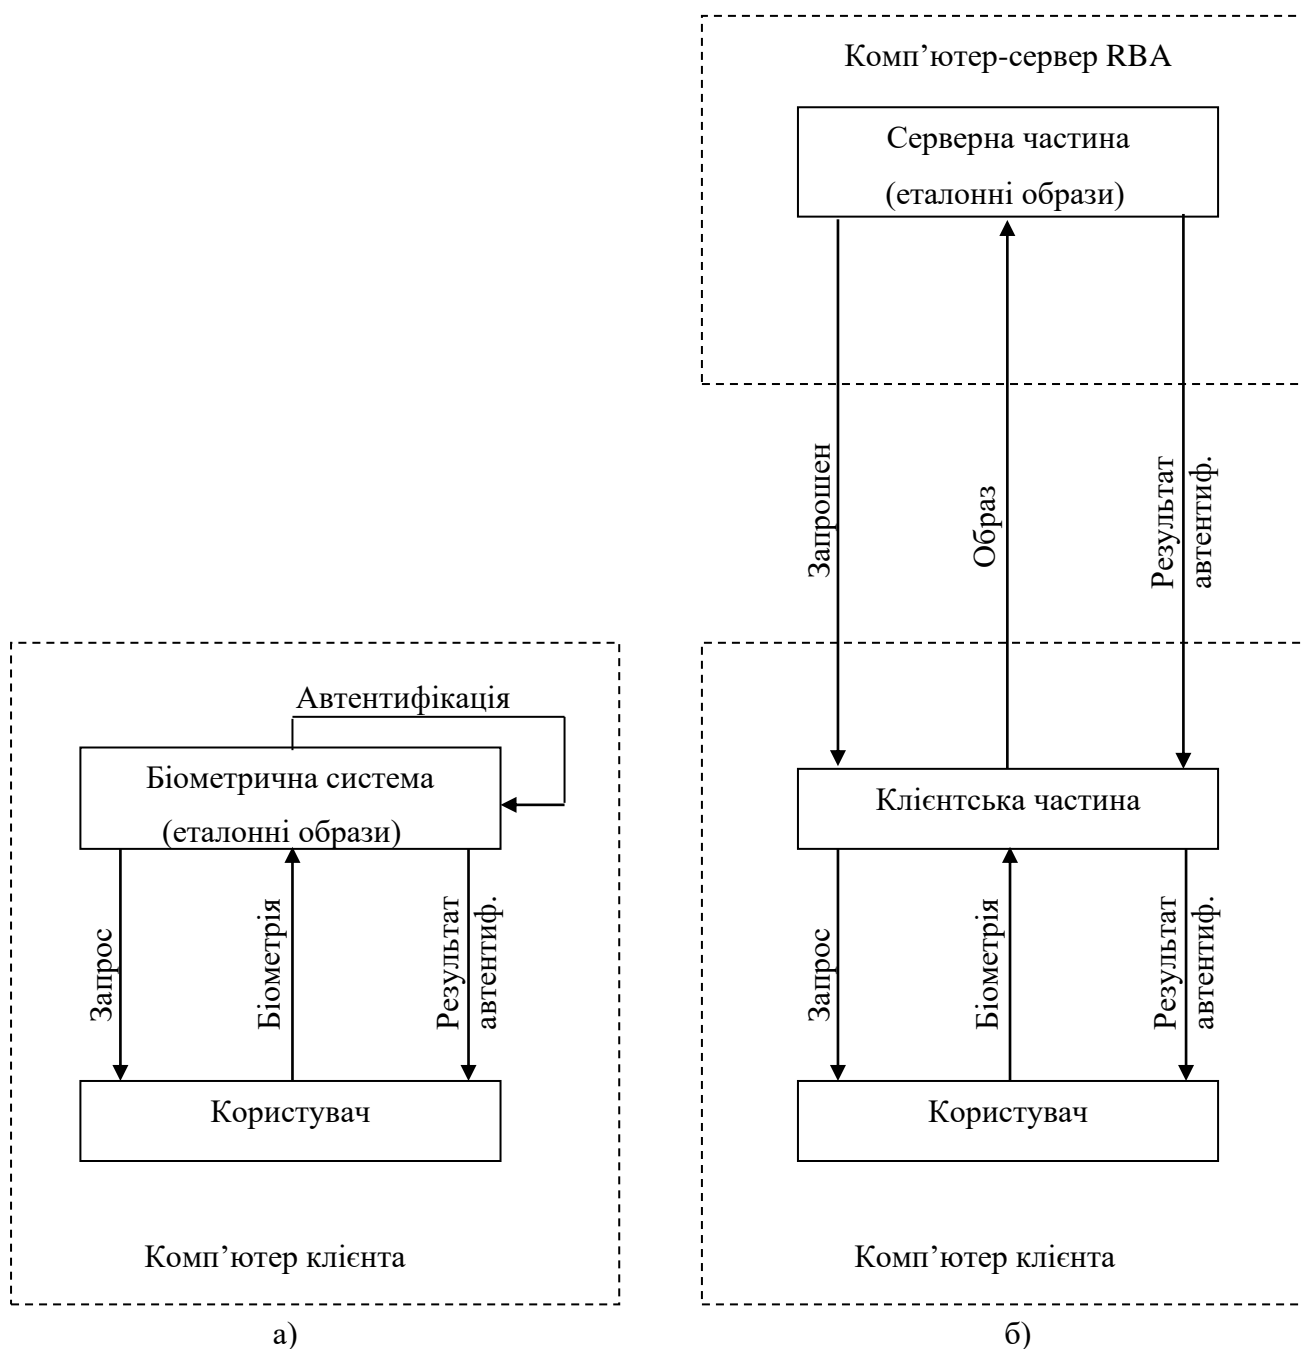 Комп’ютер-сервер RBA
Серверна частина
(еталонні образи)
Запрошен
Образ
Результат
автентиф.
Автентифікація
Біометрична система
(еталонні образи)
Запрос
Біометрія
Результат
автентиф.
Користувач
Комп’ютер клієнта
а)
Клієнтська частина
Запрос
Біометрія
Результат
автентиф.
Користувач
Комп’ютер клієнта
б)